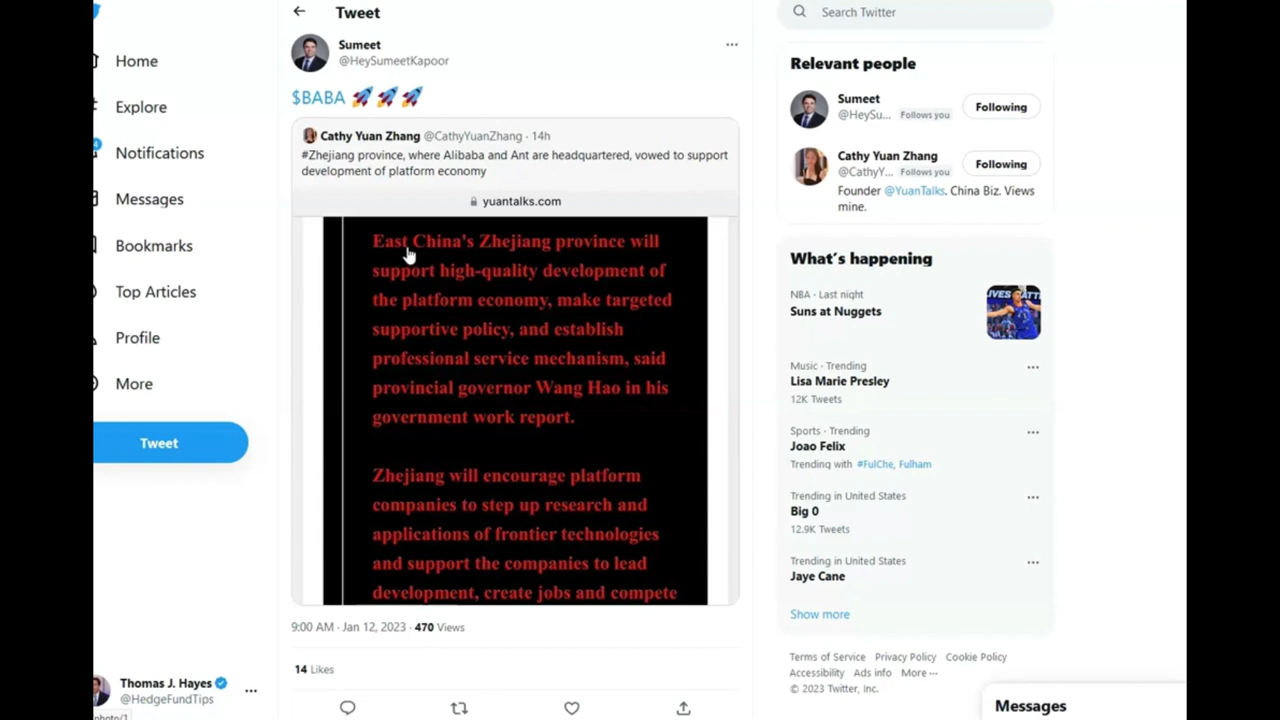 Home
Explore
4
Notifications
Messages
Bookmarks
Top Articles
Profile
More
Tweet
Thomas J. Hayes
@HedgeFundTips
photo/1
Tweet
Sumeet
@HeySumeetKapoor
$BABA
Cathy Yuan Zhang @CathyYuanZhang · 14h
#Zhejiang province, where Alibaba and Ant are headquartered, vowed to support
development of platform economy
yuantalks.com
East China's Zhejiang province will
support high-quality development of
the platform economy, make targeted
supportive policy, and establish
professional service mechanism, said
provincial governor Wang Hao in his
government work report.
Zhejiang will encourage platform
companies to step up research and
applications of frontier technologies
and support the companies to lead
development, create jobs and compete
9:00 AM · Jan 12, 2023 · 470 Views
14 Likes
Search Twitter
Relevant people
Sumeet
@HeySu... Follows you
Following
Cathy Yuan Zhang
@CathyY... Follows you
Following
Founder @YuanTalks. China Biz. Views
mine.
What's happening
NBA · Last night
Suns at Nuggets
Music · Trending
Lisa Marie Presley
12K Tweets
Sports · Trending
Joao Felix
Trending with #FulChe, Fulham
Trending in United States
Big 0
12.9K Tweets
Trending in United States
Jaye Cane
Show more
Terms of Service Privacy Policy Cookie Policy
Accessibility Ads info More ···
© 2023 Twitter, Inc.
Messages